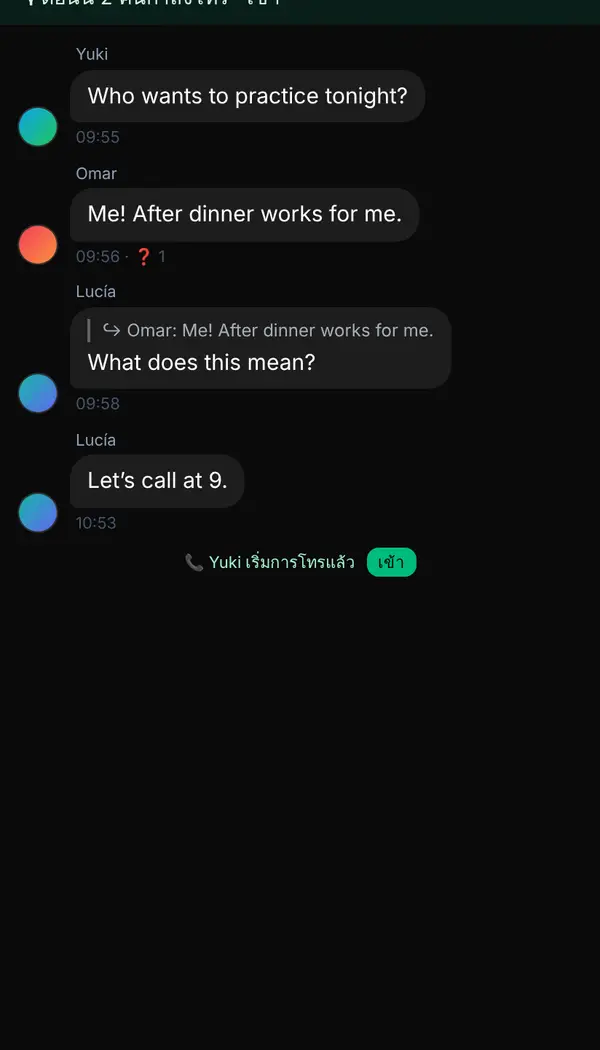 Yuki
Who wants to practice tonight?
09:55
Omar
Me! After dinner works for me.
09:56 · ❓ 1
Lucía
↪ Omar: Me! After dinner works for me.
What does this mean?
09:58
Lucía
Let’s call at 9.
10:53
📞 Yuki เริ่มการโทรแล้ว เข้า